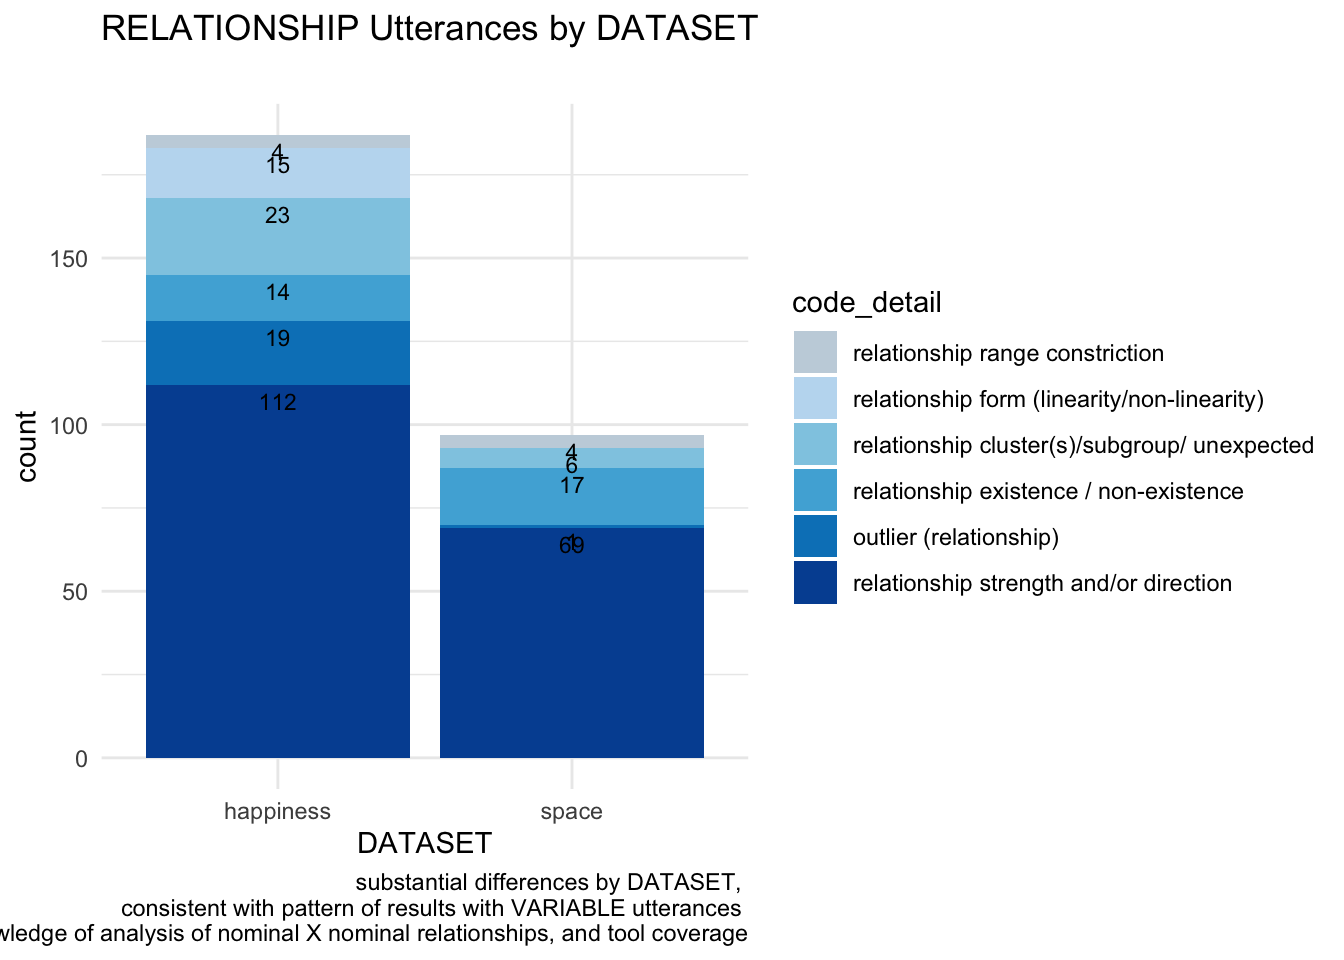 RELATIONSHIP Utterances by DATASET
4
15
23
14
19
112
4
6
17
1
69
150
100
50
0
count
happiness
space
DATASET
code_detail
relationship range constriction
relationship form (linearity/non-linearity)
relationship cluster(s)/subgroup/ unexpected
relationship existence / non-existence
outlier (relationship)
relationship strength and/or direction
substantial differences by DATASET,
consistent with pattern of results with VARIABLE utterances
of analysis of nominal X nominal relationships, and tool coverage